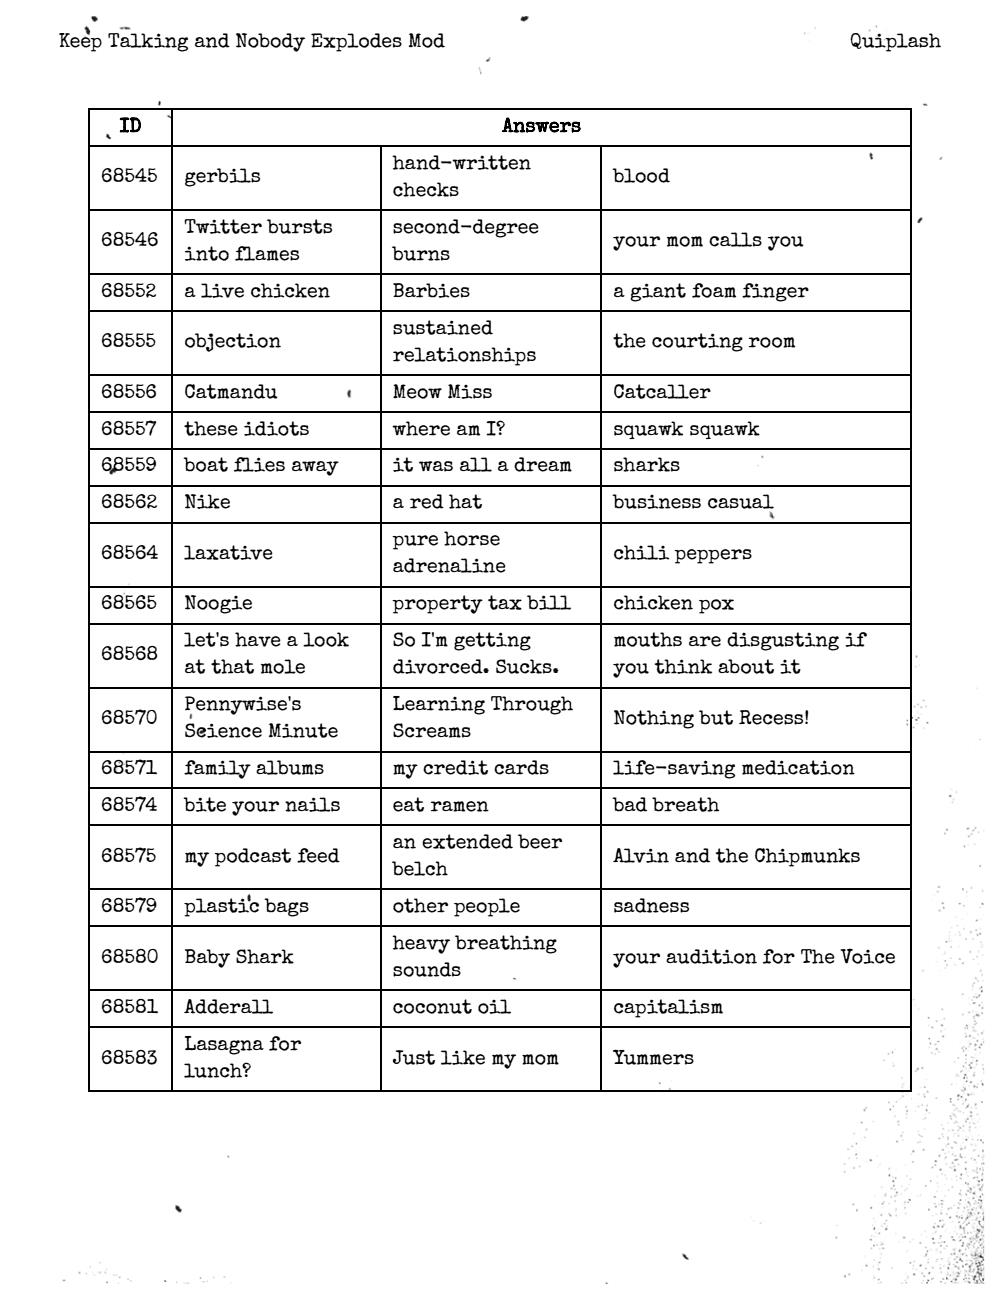 Keep Talking and Nobody Explodes Mod Quiplash
ID Answers
68545 gerbils hand-written checks blood
68546 Twitter bursts into flames second-degree burns your mom calls you
68552 a live chicken Barbies a giant foam finger
68555 objection sustained relationships the courting room
68556 Catmandu Meow Miss Catcaller
68557 these idiots where am I? squawk squawk
68559 boat flies away it was all a dream sharks
68562 Nike a red hat business casual
68564 laxative pure horse adrenaline chili peppers
68565 Noogie property tax bill chicken pox
68568 let's have a look at that mole So I'm getting divorced. Sucks. mouths are disgusting if you think about it
68570 Pennywise's Science Minute Learning Through Screams Nothing but Recess!
68571 family albums my credit cards life-saving medication
68574 bite your nails eat ramen bad breath
68575 my podcast feed an extended beer belch Alvin and the Chipmunks
68579 plastic bags other people sadness
68580 Baby Shark heavy breathing sounds your audition for The Voice
68581 Adderall coconut oil capitalism
68583 Lasagna for lunch? Just like my mom Yummers